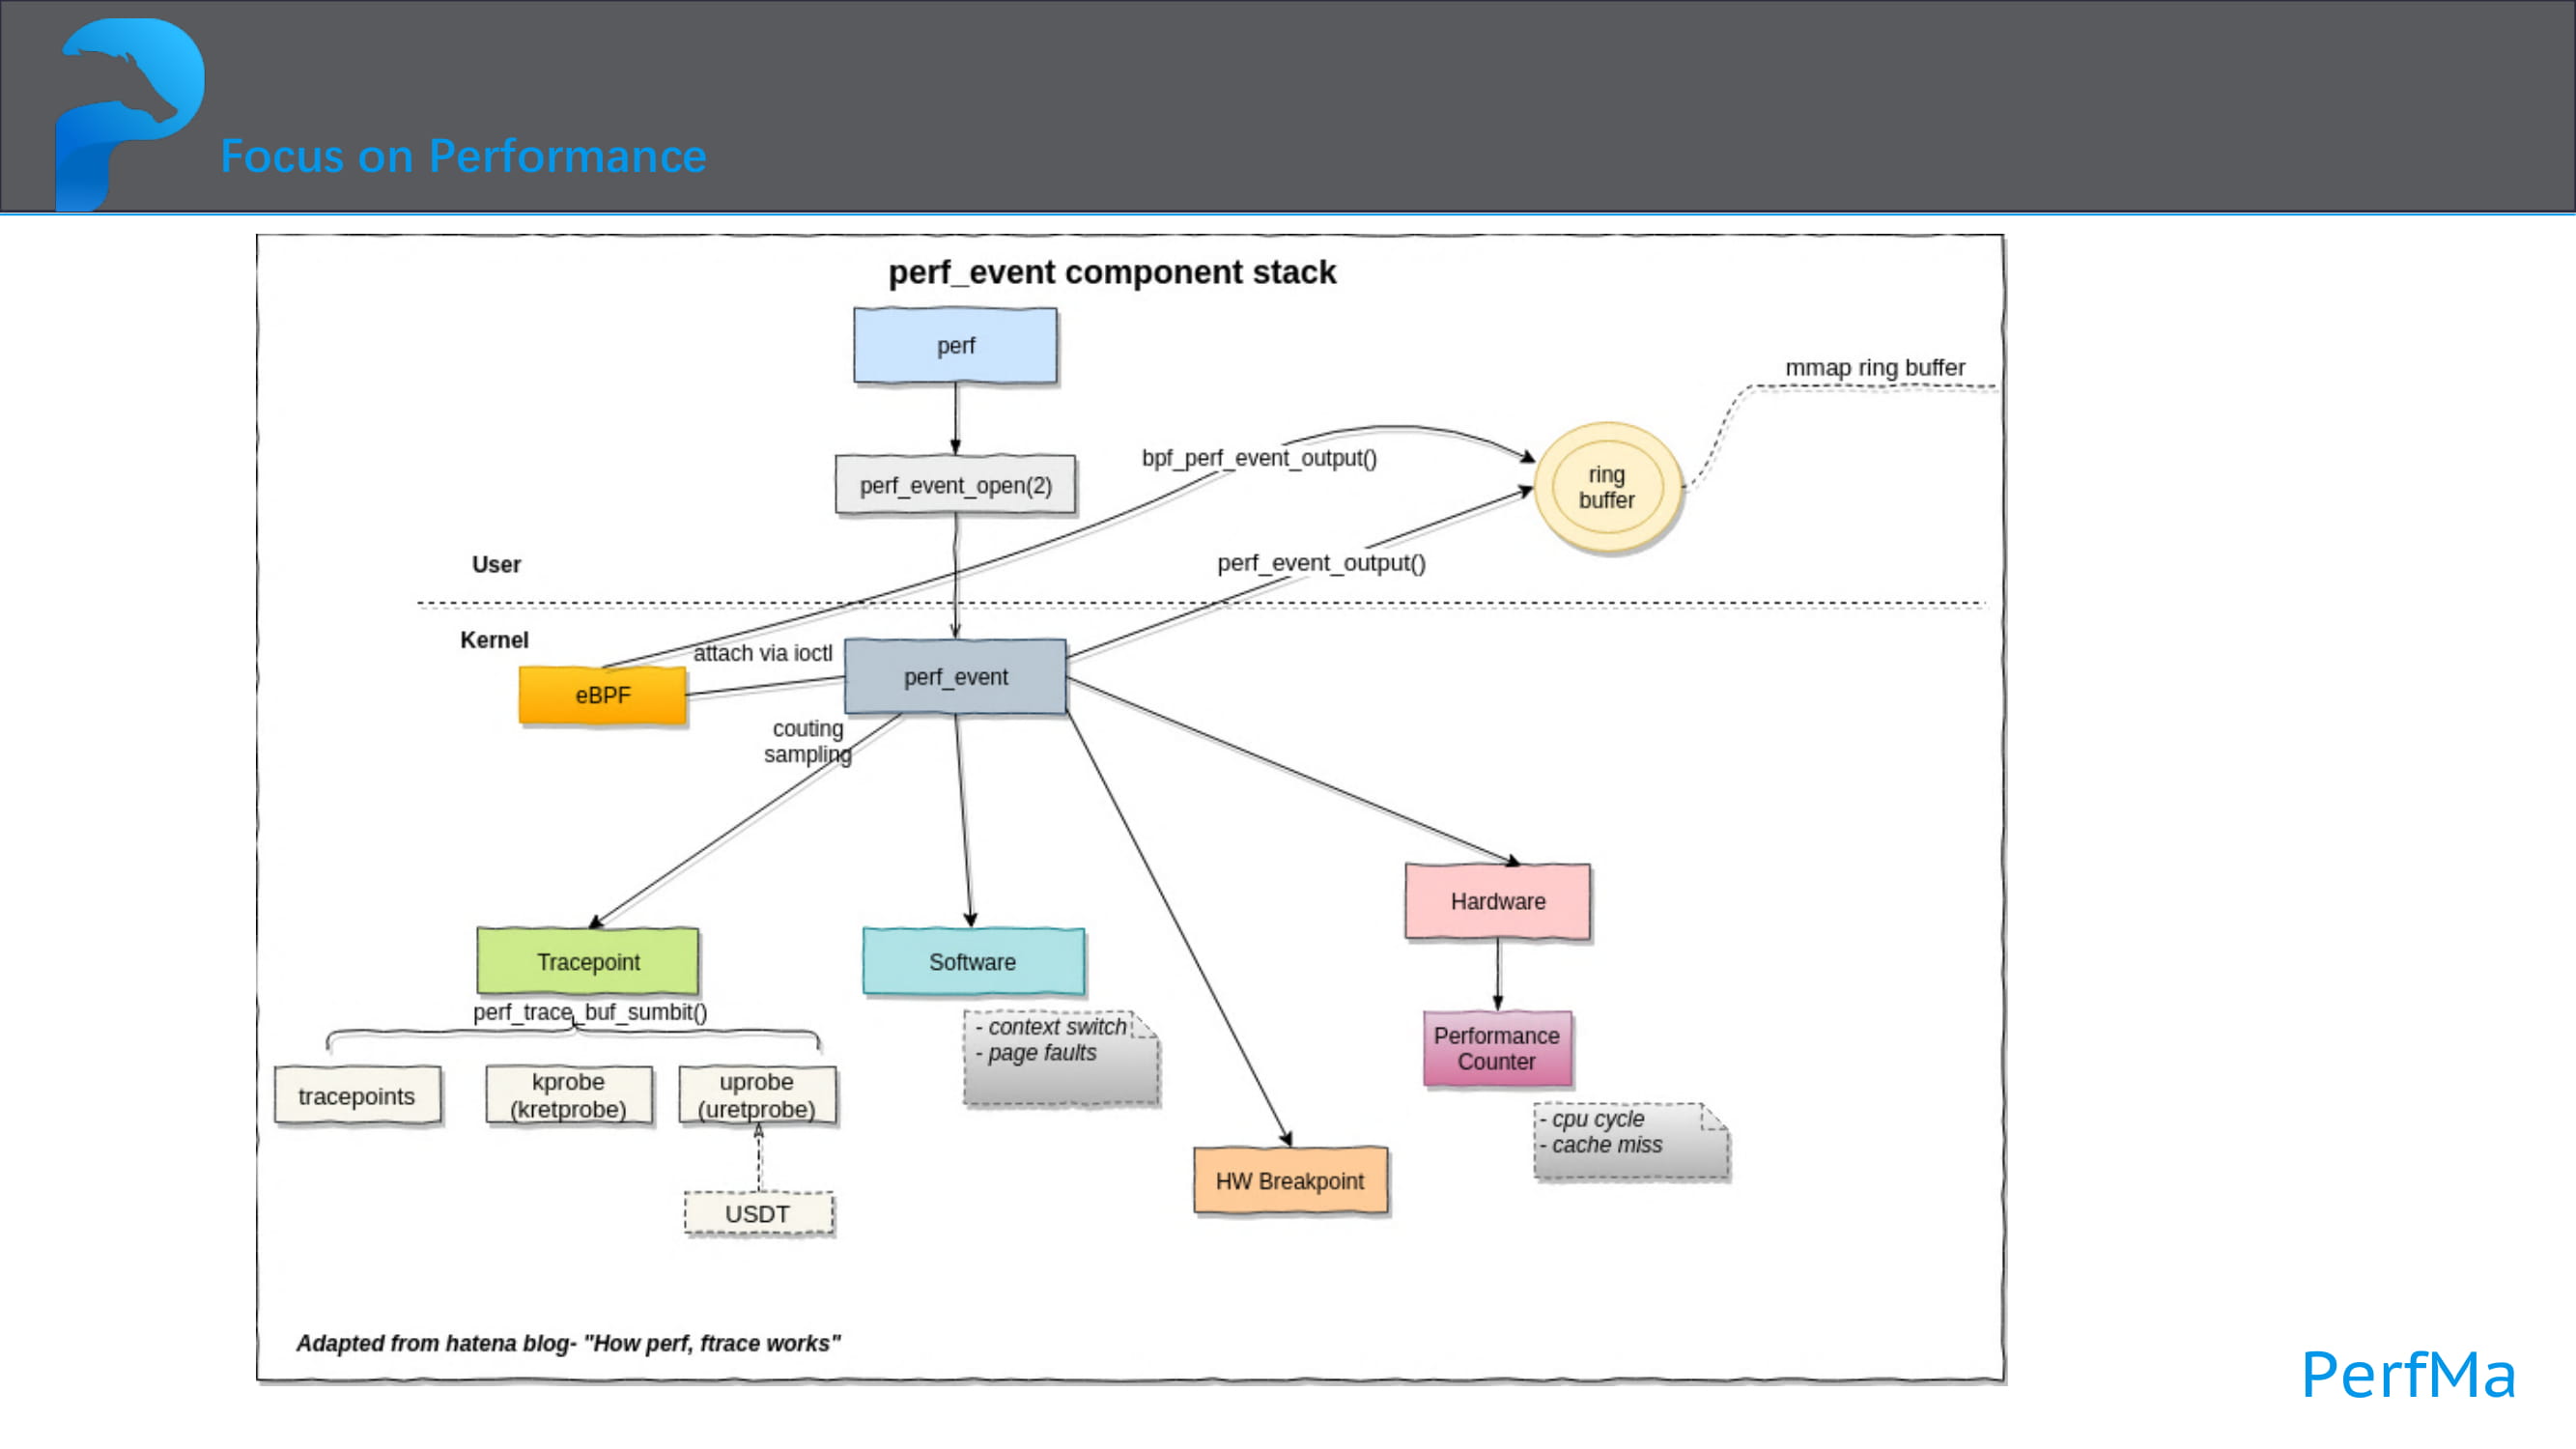 Focus on Performance
perf_event component stack
perf
mmap ring buffer
bpf_perf_event_output()
ring
buffer
perf_event_open(2)
User
perf_event_output()
Kernel
attach via ioctl
eBPF
perf_event
couting
sampling
Hardware
Tracepoint
Software
perf_trace_buf_sumbit()
- context switch
- page faults
Performance
Counter
tracepoints
kprobe
(kretprobe)
uprobe
(uretprobe)
- cpu cycle
- cache miss
HW Breakpoint
USDT
Adapted from hatena blog- "How perf, ftrace works"
PerfMa